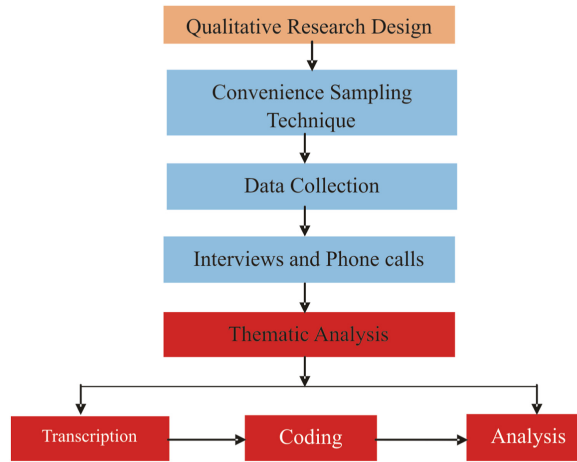 Qualitative Research Design
Convenience Sampling
Technique
Data Collection
Interviews and Phone calls
Thematic Analysis
Transcription
Coding
Analysis